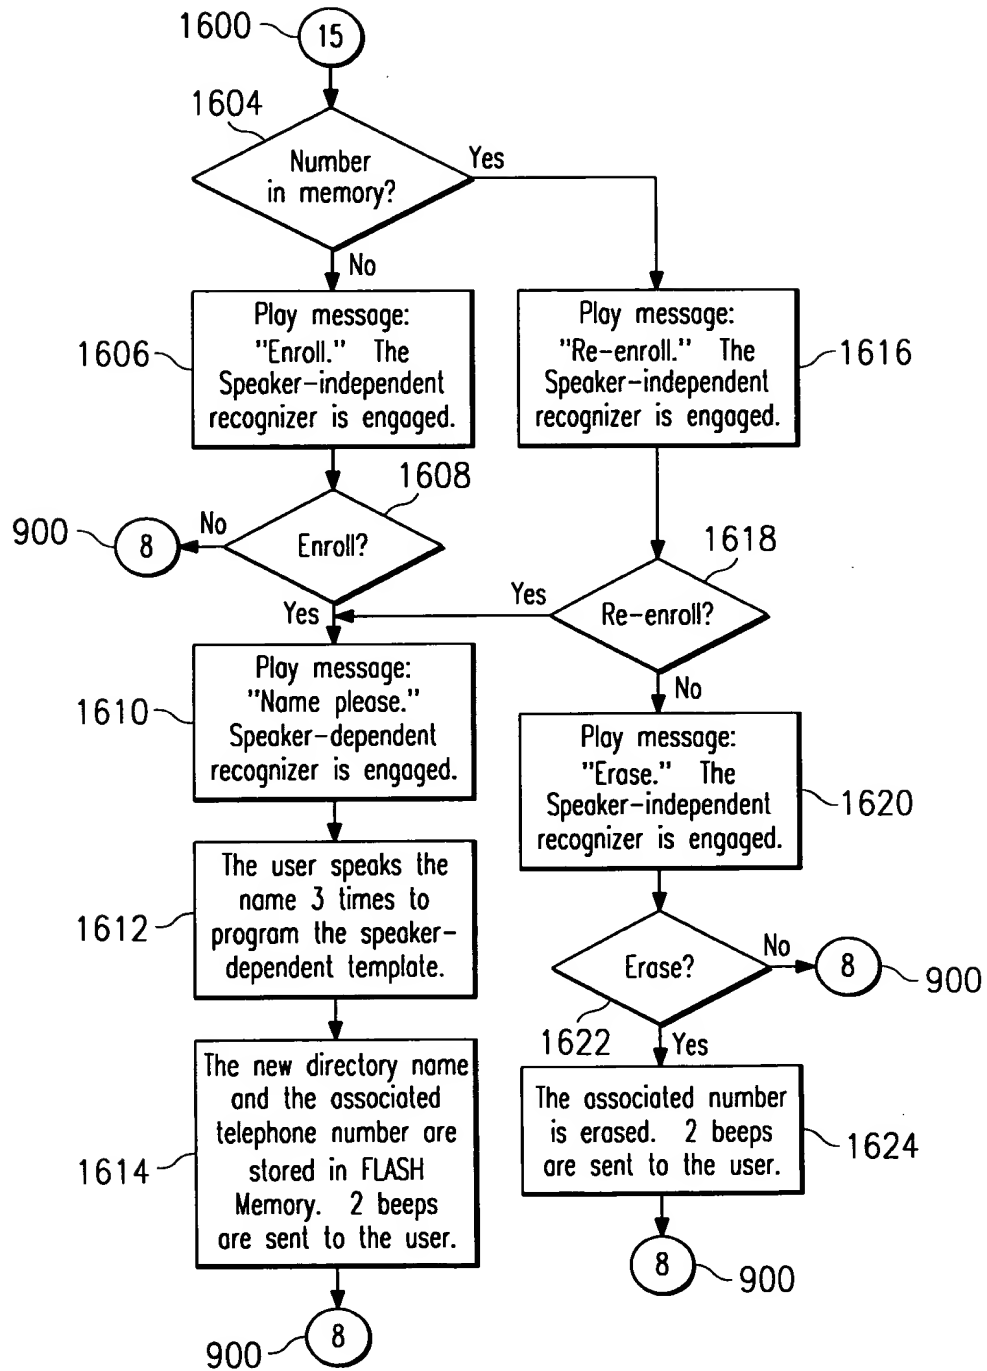 1600
15
1604
Number
in memory?
Yes
No
1606
Play message:
"Enroll." The
Speaker-independent
recognizer is engaged.
Play message:
"Re-enroll." The
Speaker-independent
recognizer is engaged.
1616
1608
900
8
No
Enroll?
Yes
1618
Yes
Re-enroll?
No
1610
Play message:
"Name please."
Speaker-dependent
recognizer is engaged.
Play message:
"Erase." The
Speaker-independent
recognizer is engaged.
1620
1612
The user speaks the
name 3 times to
program the speaker-
dependent template.
Erase?
No
8
900
1622
Yes
1614
The new directory name
and the associated
telephone number are
stored in FLASH
Memory. 2 beeps
are sent to the user.
The associated number
is erased. 2 beeps
are sent to the user.
1624
8
900
900
8